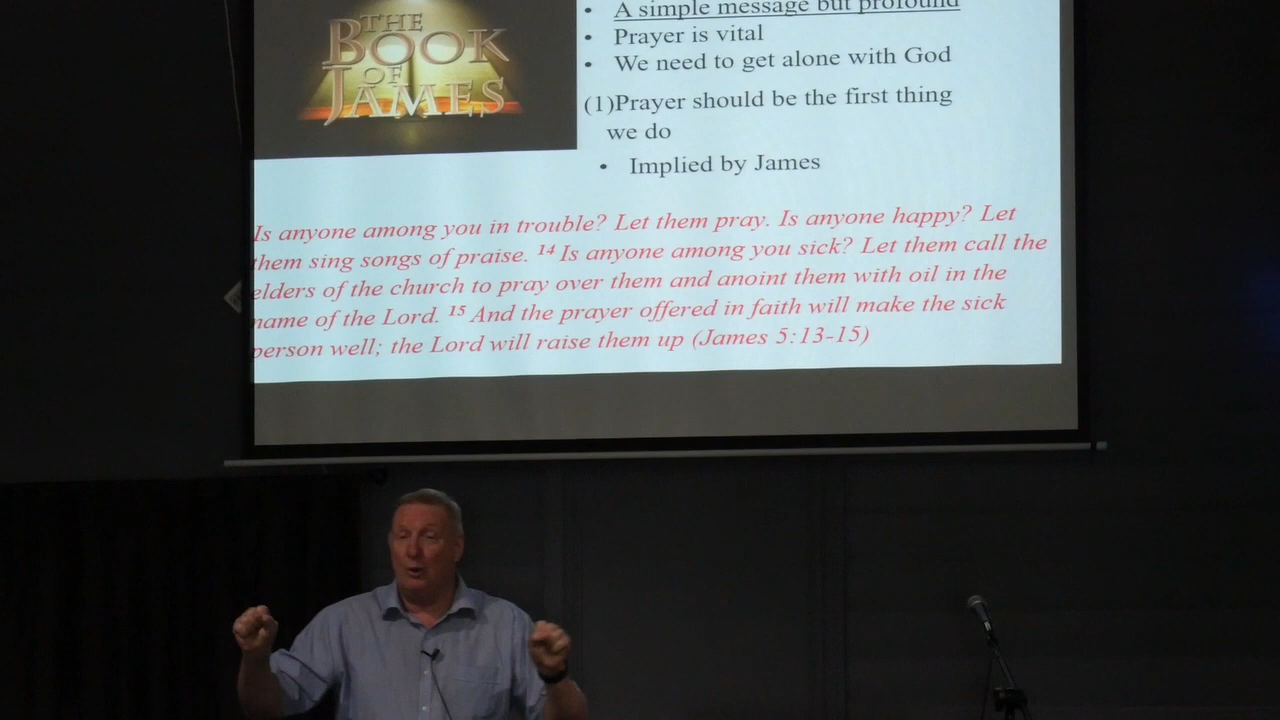 THE
BOOK
OF
JAMES
• A simple message but profound
• Prayer is vital
• We need to get alone with God
(1)Prayer should be the first thing
we do
• Implied by James
Is anyone among you in trouble? Let them pray. Is anyone happy? Let
them sing songs of praise. ¹⁴ Is anyone among you sick? Let them call the
elders of the church to pray over them and anoint them with oil in the
name of the Lord. ¹⁵ And the prayer offered in faith will make the sick
person well; the Lord will raise them up (James 5:13-15)